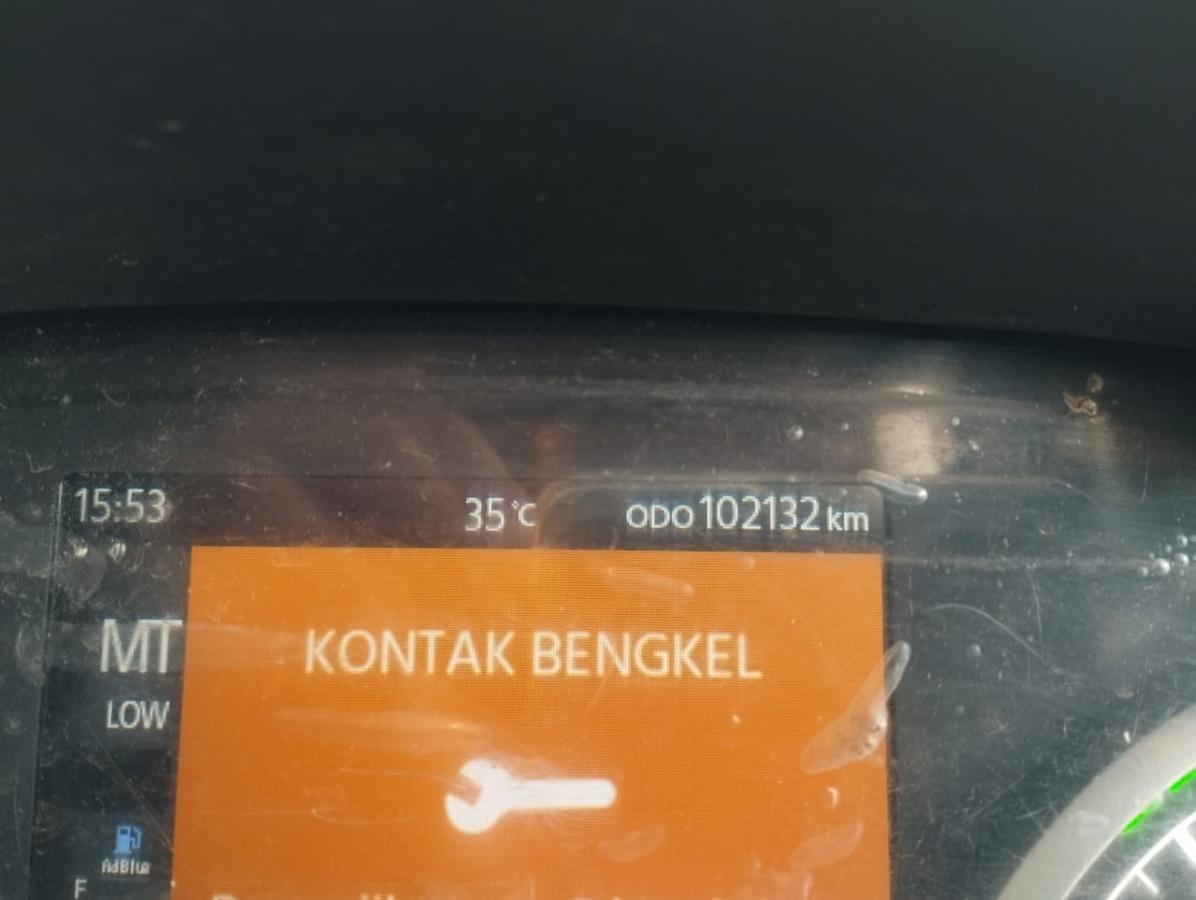 15:53 35°C ODO 102132 km
KONTAK BENGKEL
MT
LOW
AdBlue
F